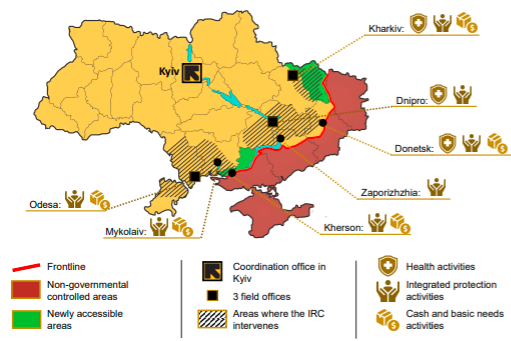 Kharkiv:
Kyiv
Dnipro:
Donetsk:
Zaporizhzhia:
Odesa:
Mykolaiv:
Kherson:
Frontline
Non-governmental
controlled areas
Newly accessible
areas
Coordination office in
Kyiv
3 field offices
Areas where the IRC
intervenes
Health activities
Integrated protection
activities
Cash and basic needs
activities